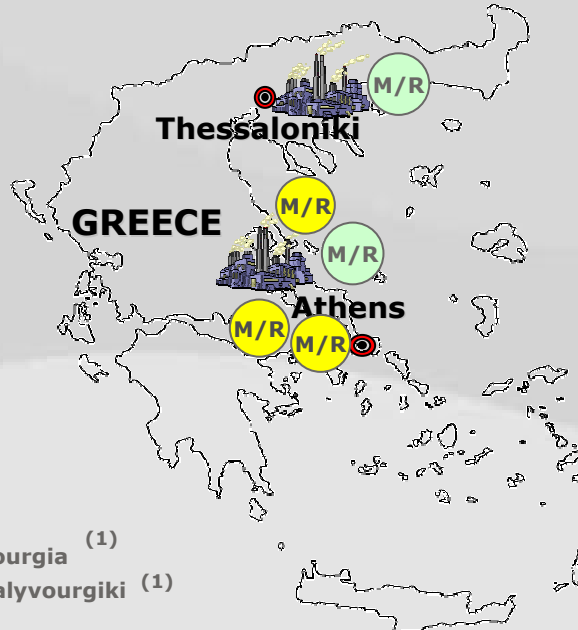 M/R
Thessaloniki
M/R
GREECE
M/R
Athens
M/R
M/R
ourgia (1)
alyvourgiki (1)